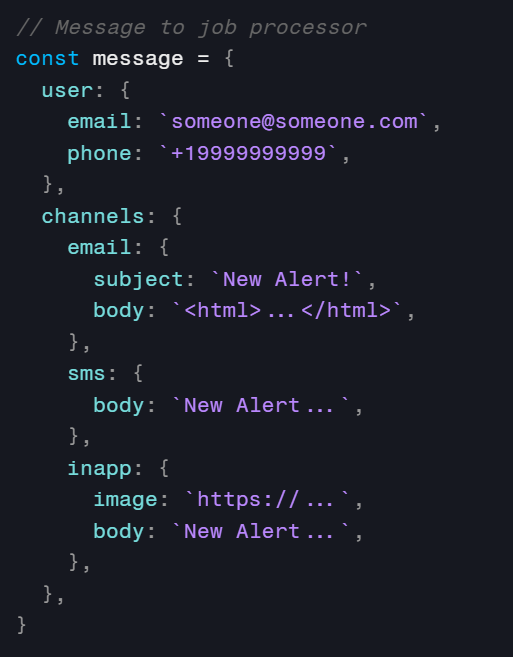 // Message to job processor
const message = {
  user: {
    email: `someone@someone.com`,
    phone: `+19999999999`,
  },
  channels: {
    email: {
      subject: `New Alert!`,
      body: `<html>...</html>`,
    },
    sms: {
      body: `New Alert...`,
    },
    inapp: {
      image: `https://...`,
      body: `New Alert...`,
    },
  },
}